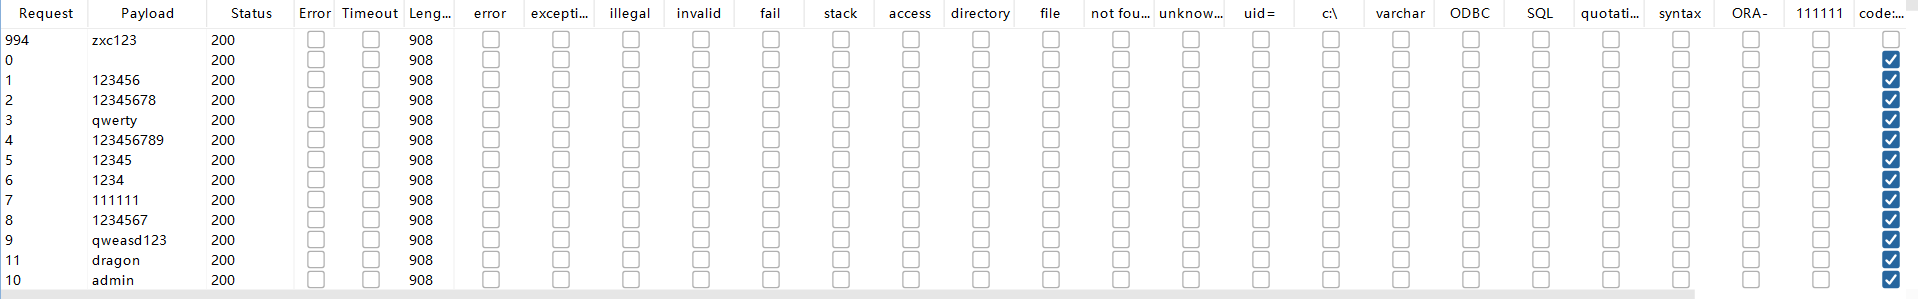 Request Payload Status Error Timeout Leng... error excepti... illegal invalid fail stack access directory file not fou... unknow... uid= c:\ varchar ODBC SQL quotati... syntax ORA- 111111 code:...
994 zxc123 200 908
0 200 908
1 123456 200 908
2 12345678 200 908
3 qwerty 200 908
4 123456789 200 908
5 12345 200 908
6 1234 200 908
7 111111 200 908
8 1234567 200 908
9 qweasd123 200 908
11 dragon 200 908
10 admin 200 908